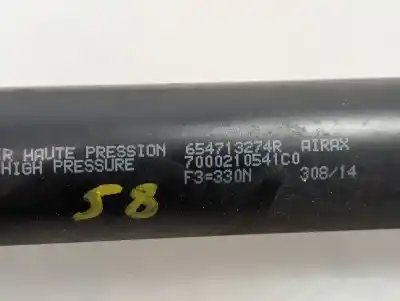 R HAUTE PRESSION 654713274R AIRAX
HIGH PRESSURE 7000210541C0
F3=330N 308/14
58